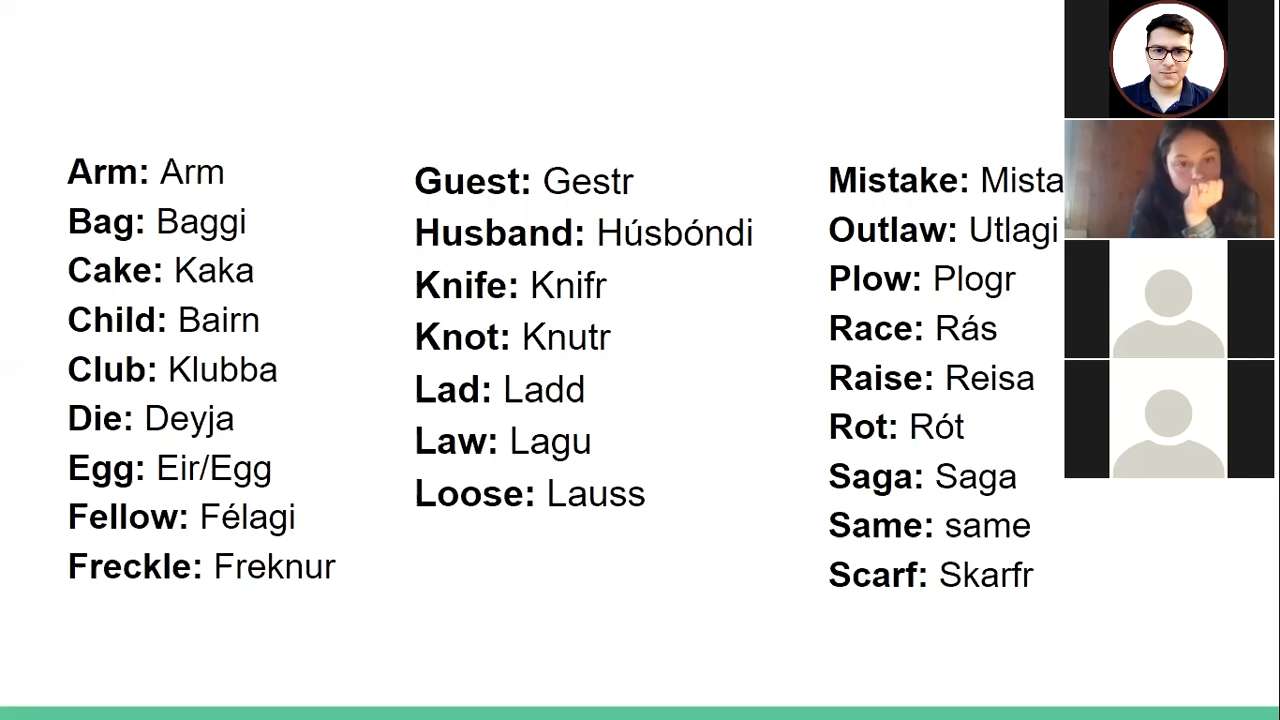 Arm: Arm
Bag: Baggi
Cake: Kaka
Child: Bairn
Club: Klubba
Die: Deyja
Egg: Eir/Egg
Fellow: Félagi
Freckle: Freknur
Guest: Gestr
Husband: Húsbóndi
Knife: Knifr
Knot: Knutr
Lad: Ladd
Law: Lagu
Loose: Lauss
Mistake: Mista
Outlaw: Utlagi
Plow: Plogr
Race: Rás
Raise: Reisa
Rot: Rót
Saga: Saga
Same: same
Scarf: Skarfr